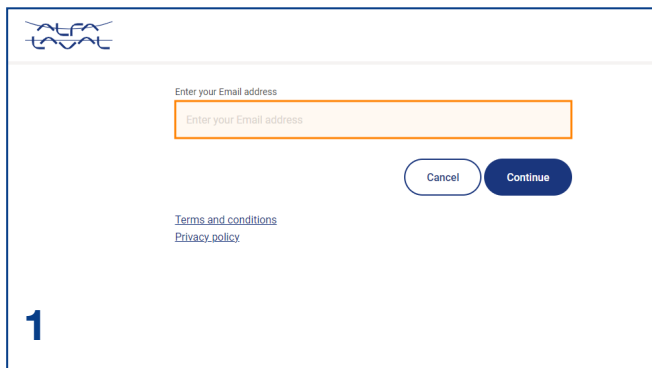 ALFA
LAVAL
Enter your Email address
Enter your Email address
Cancel
Continue
Terms and conditions
Privacy policy
1